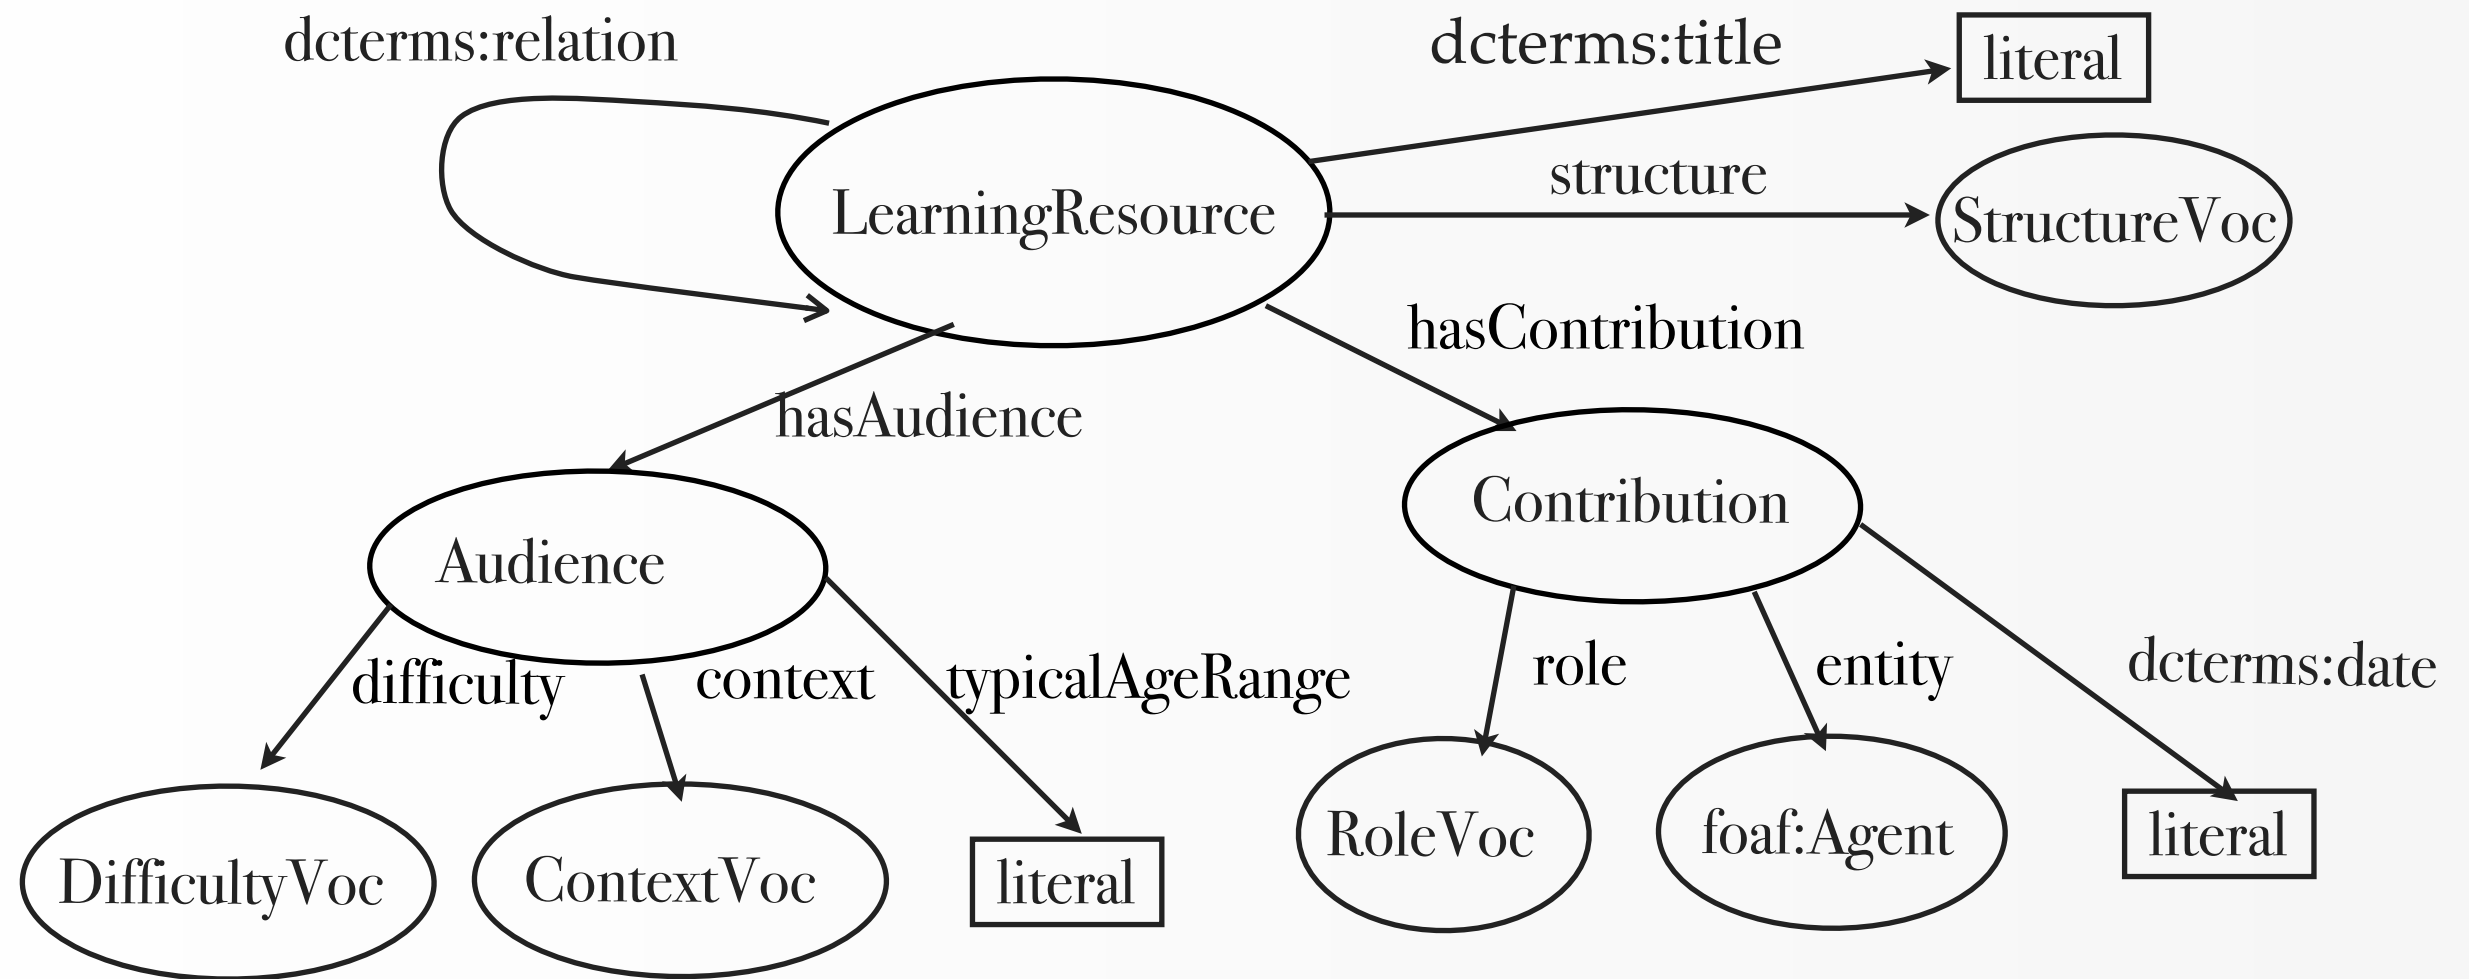 dcterms:relation
dcterms:title
literal
LearningResource
structure
StructureVoc
hasContribution
hasAudience
Contribution
Audience
difficulty
context
typicalAgeRange
role
entity
dcterms:date
DifficultyVoc
ContextVoc
literal
RoleVoc
foaf:Agent
literal